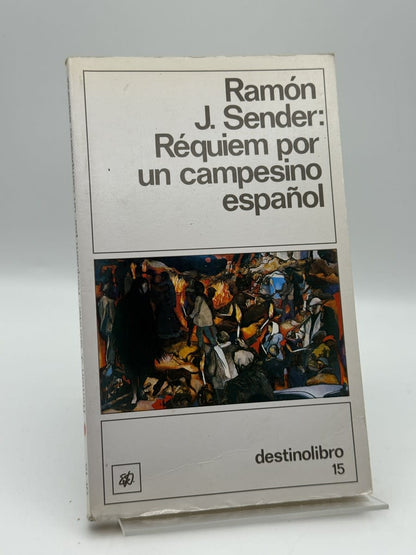 Ramón
J. Sender:
Réquiem por
un campesino
español
destinolibro
15